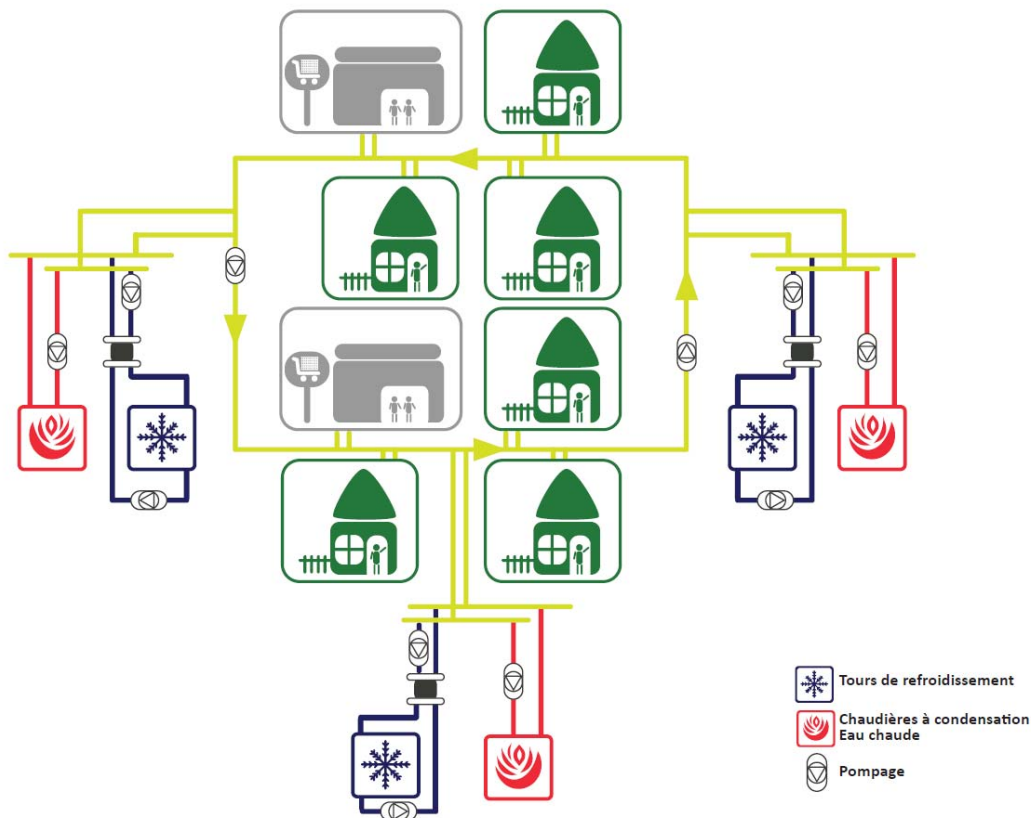 Tours de refroidissement
Chaudières à condensation
Eau chaude
Pompage